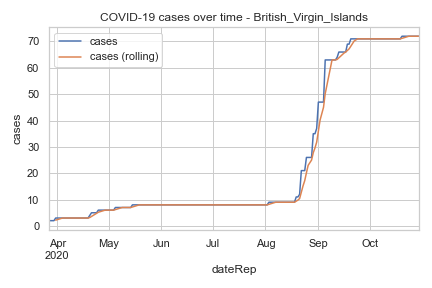 COVID-19 cases over time - British_Virgin_Islands
cases
cases (rolling)
70
60
50
40
30
20
10
0
cases
Apr May Jun Jul Aug Sep Oct
2020
dateRep